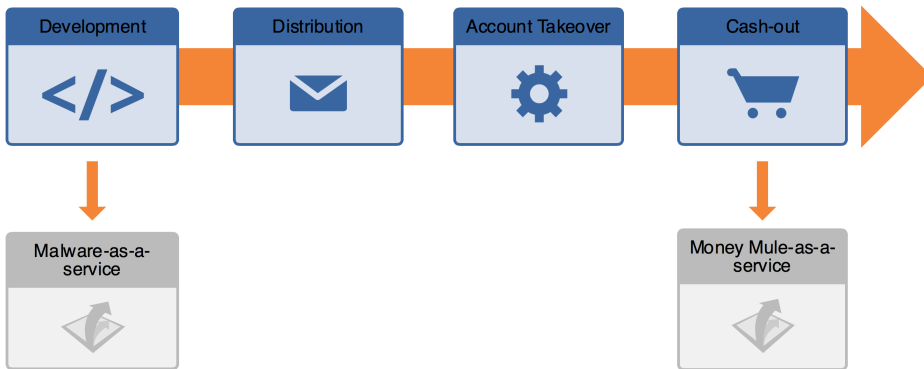 Development
Distribution
Account Takeover
Cash-out
</>
Malware-as-a-
service
Money Mule-as-a-
service